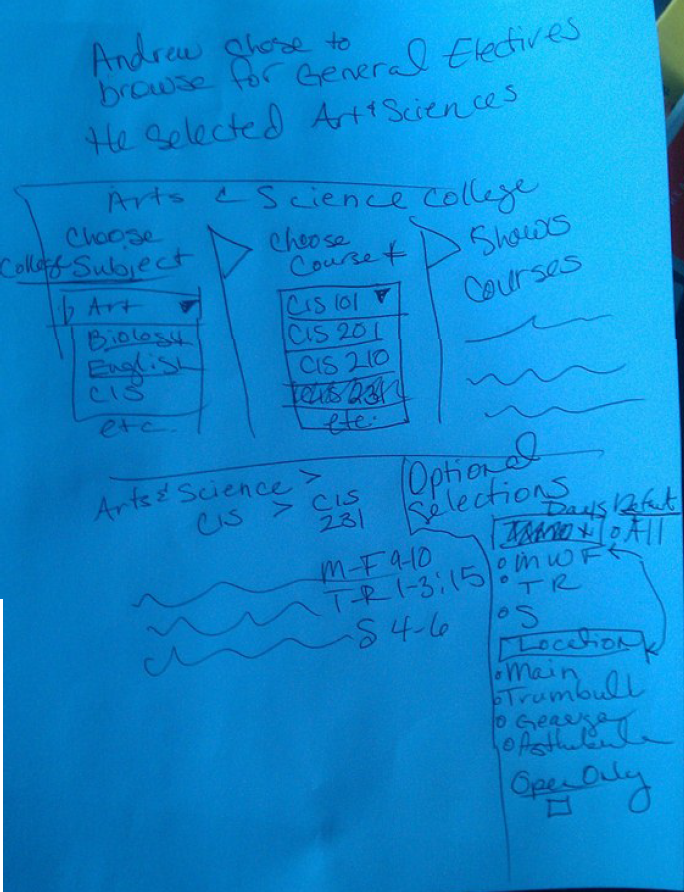 Andrew chose to
browse for General Electives
He selected Art & Sciences
Arts & Science College
Choose
College Subject
Art
Biology
English
CIS
etc.
Choose
Course #
CIS 101
CIS 201
CIS 210
CIS 231
etc.
Shows
Courses
Arts & Science >
CIS > CIS
231
M-F 9-10
T-R 1-3:15
S 4-6
Optional
Selections
Days Default
All
MWF
TR
S
Location
Main
Trumbull
Geauga
Open Only